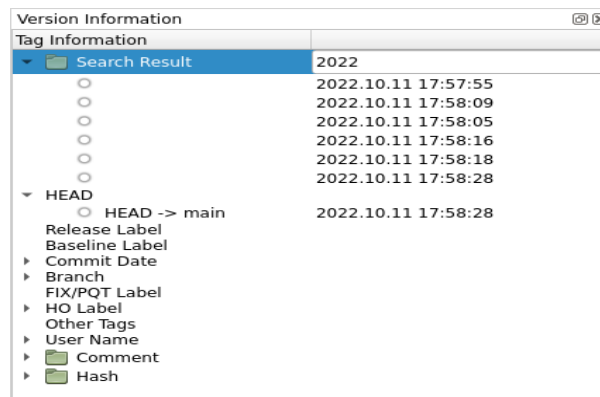 Version Information
Tag Information
Search Result 2022
2022.10.11 17:57:55
2022.10.11 17:58:09
2022.10.11 17:58:05
2022.10.11 17:58:16
2022.10.11 17:58:18
2022.10.11 17:58:28
HEAD
HEAD -> main 2022.10.11 17:58:28
Release Label
Baseline Label
Commit Date
Branch
FIX/PQT Label
HO Label
Other Tags
User Name
Comment
Hash